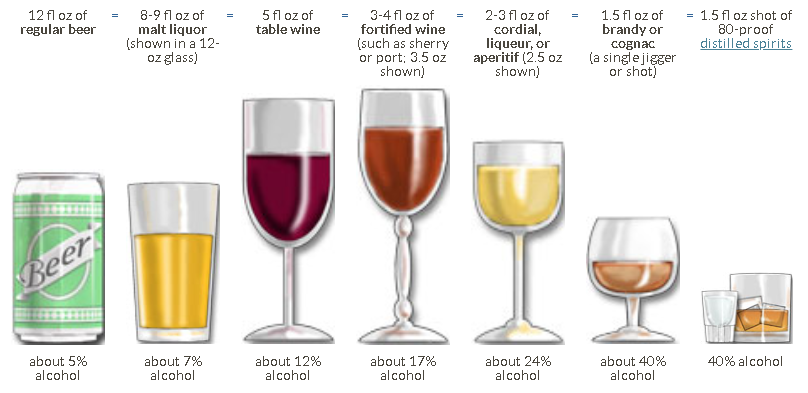 12 fl oz of
regular beer
=
8-9 fl oz of
malt liquor
(shown in a 12-
oz glass)
=
5 fl oz of
table wine
=
3-4 fl oz of
fortified wine
(such as sherry
or port; 3.5 oz
shown)
=
2-3 fl oz of
cordial,
liqueur, or
aperitif (2.5 oz
shown)
=
1.5 fl oz of
brandy or
cognac
(a single jigger
or shot)
=
1.5 fl oz shot of
80-proof
distilled spirits
Beer
about 5%
alcohol
about 7%
alcohol
about 12%
alcohol
about 17%
alcohol
about 24%
alcohol
about 40%
alcohol
40% alcohol